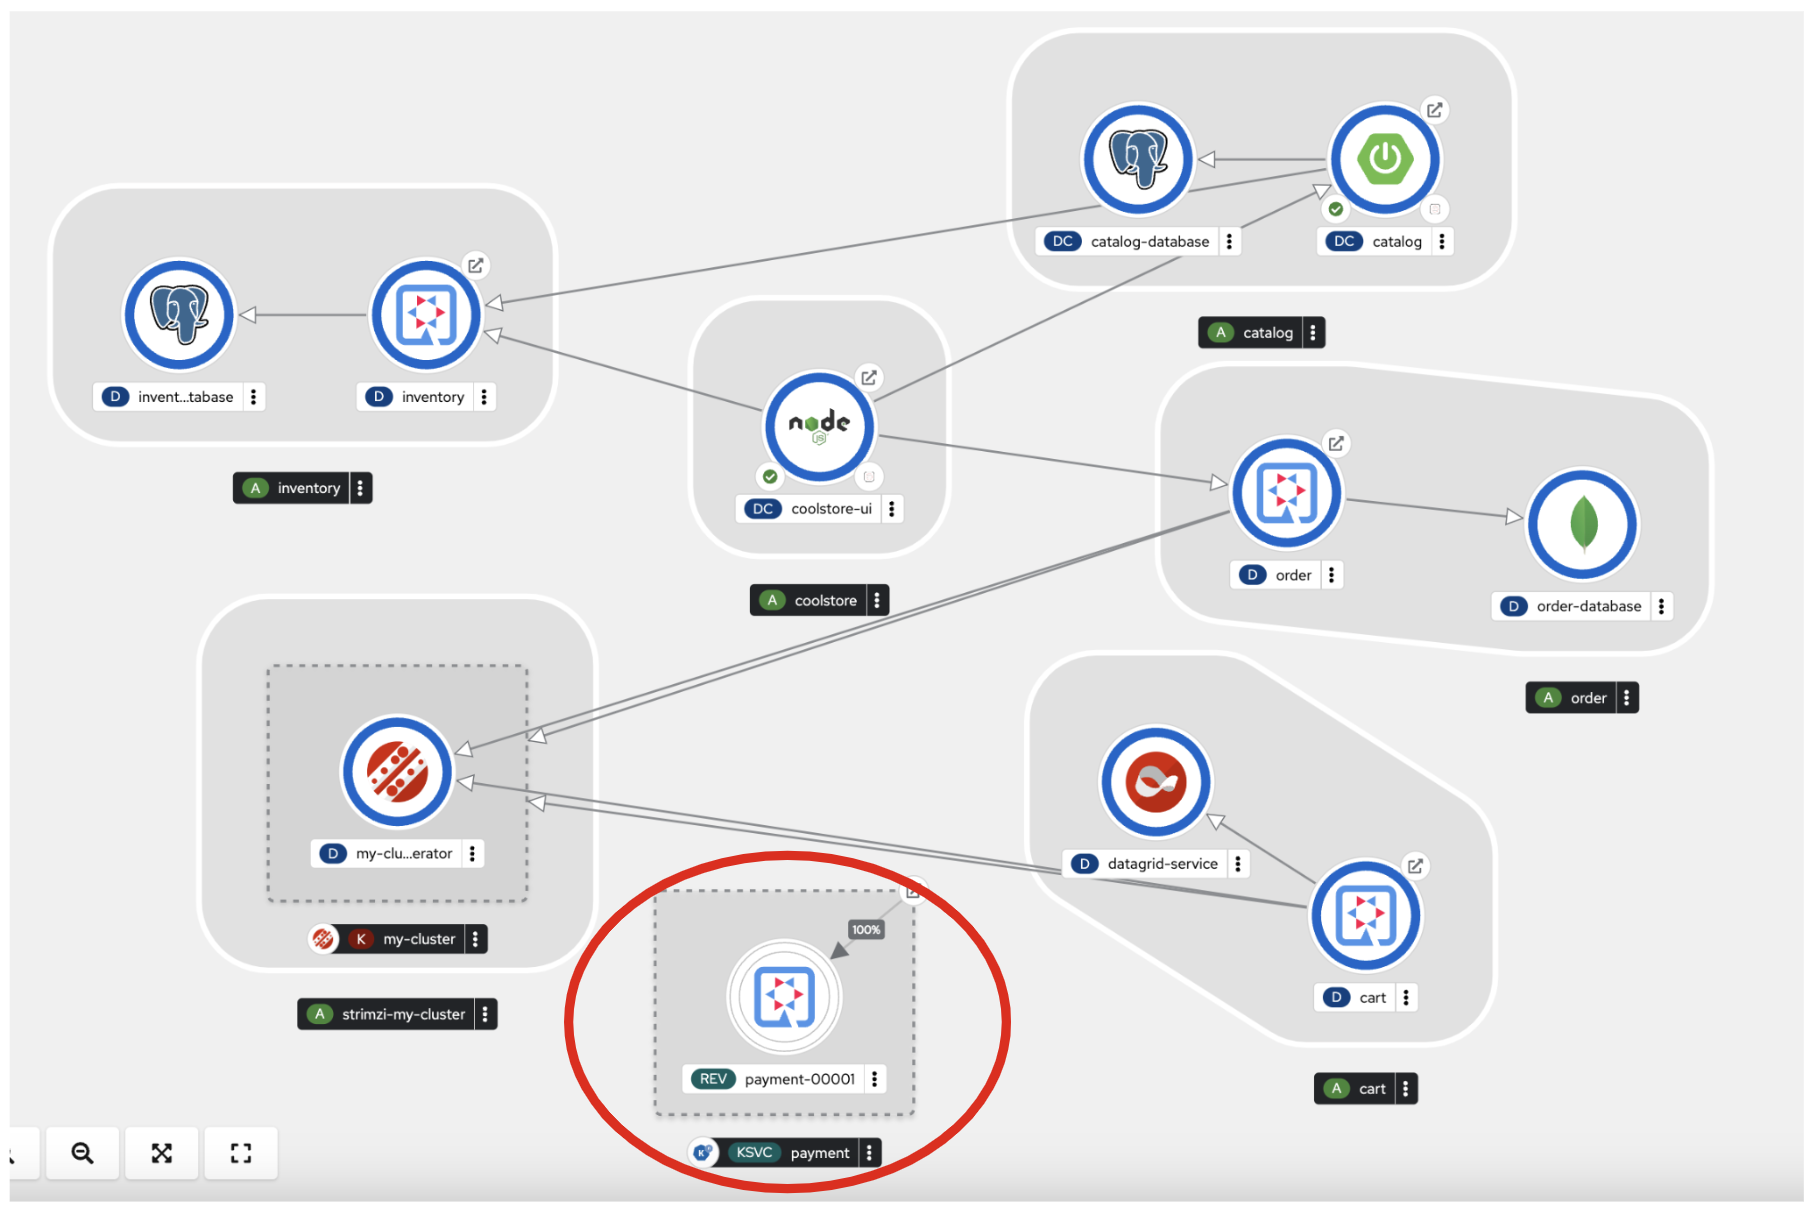 DC catalog-database
DC catalog
A catalog
D invent...tabase
D inventory
A inventory
node
JS
DC coolstore-ui
A coolstore
D order
D order-database
A order
D my-clu...erator
K my-cluster
A strimzi-my-cluster
D datagrid-service
D cart
A cart
100%
REV payment-00001
K
KSVC payment